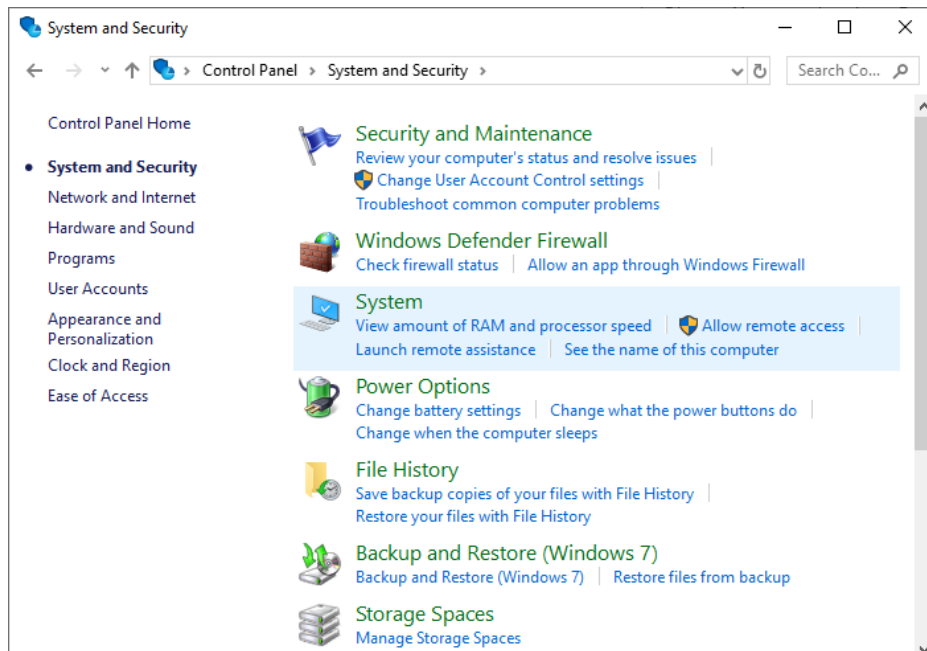 System and Security
Control Panel > System and Security >
Search Co...
Control Panel Home
System and Security
Network and Internet
Hardware and Sound
Programs
User Accounts
Appearance and
Personalization
Clock and Region
Ease of Access
Security and Maintenance
Review your computer's status and resolve issues
Change User Account Control settings
Troubleshoot common computer problems
Windows Defender Firewall
Check firewall status
Allow an app through Windows Firewall
System
View amount of RAM and processor speed
Allow remote access
Launch remote assistance
See the name of this computer
Power Options
Change battery settings
Change what the power buttons do
Change when the computer sleeps
File History
Save backup copies of your files with File History
Restore your files with File History
Backup and Restore (Windows 7)
Backup and Restore (Windows 7)
Restore files from backup
Storage Spaces
Manage Storage Spaces